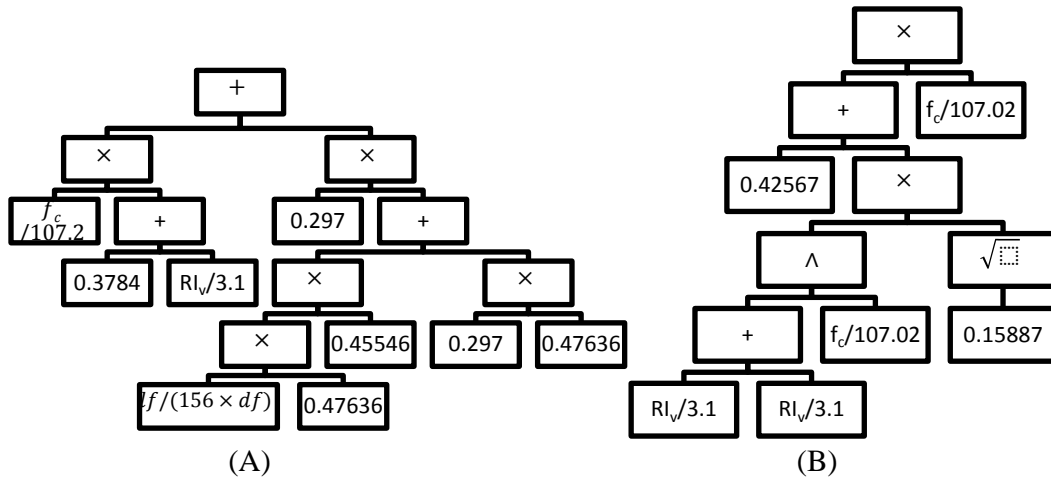 +
×
×
f_c
/107.2
+
0.297
+
0.3784
RI_v/3.1
×
×
×
0.45546
0.297
0.47636
lf/(156 × df)
0.47636
(A)
×
+
f_c/107.02
0.42567
×
∧
√
+
f_c/107.02
0.15887
RI_v/3.1
RI_v/3.1
(B)